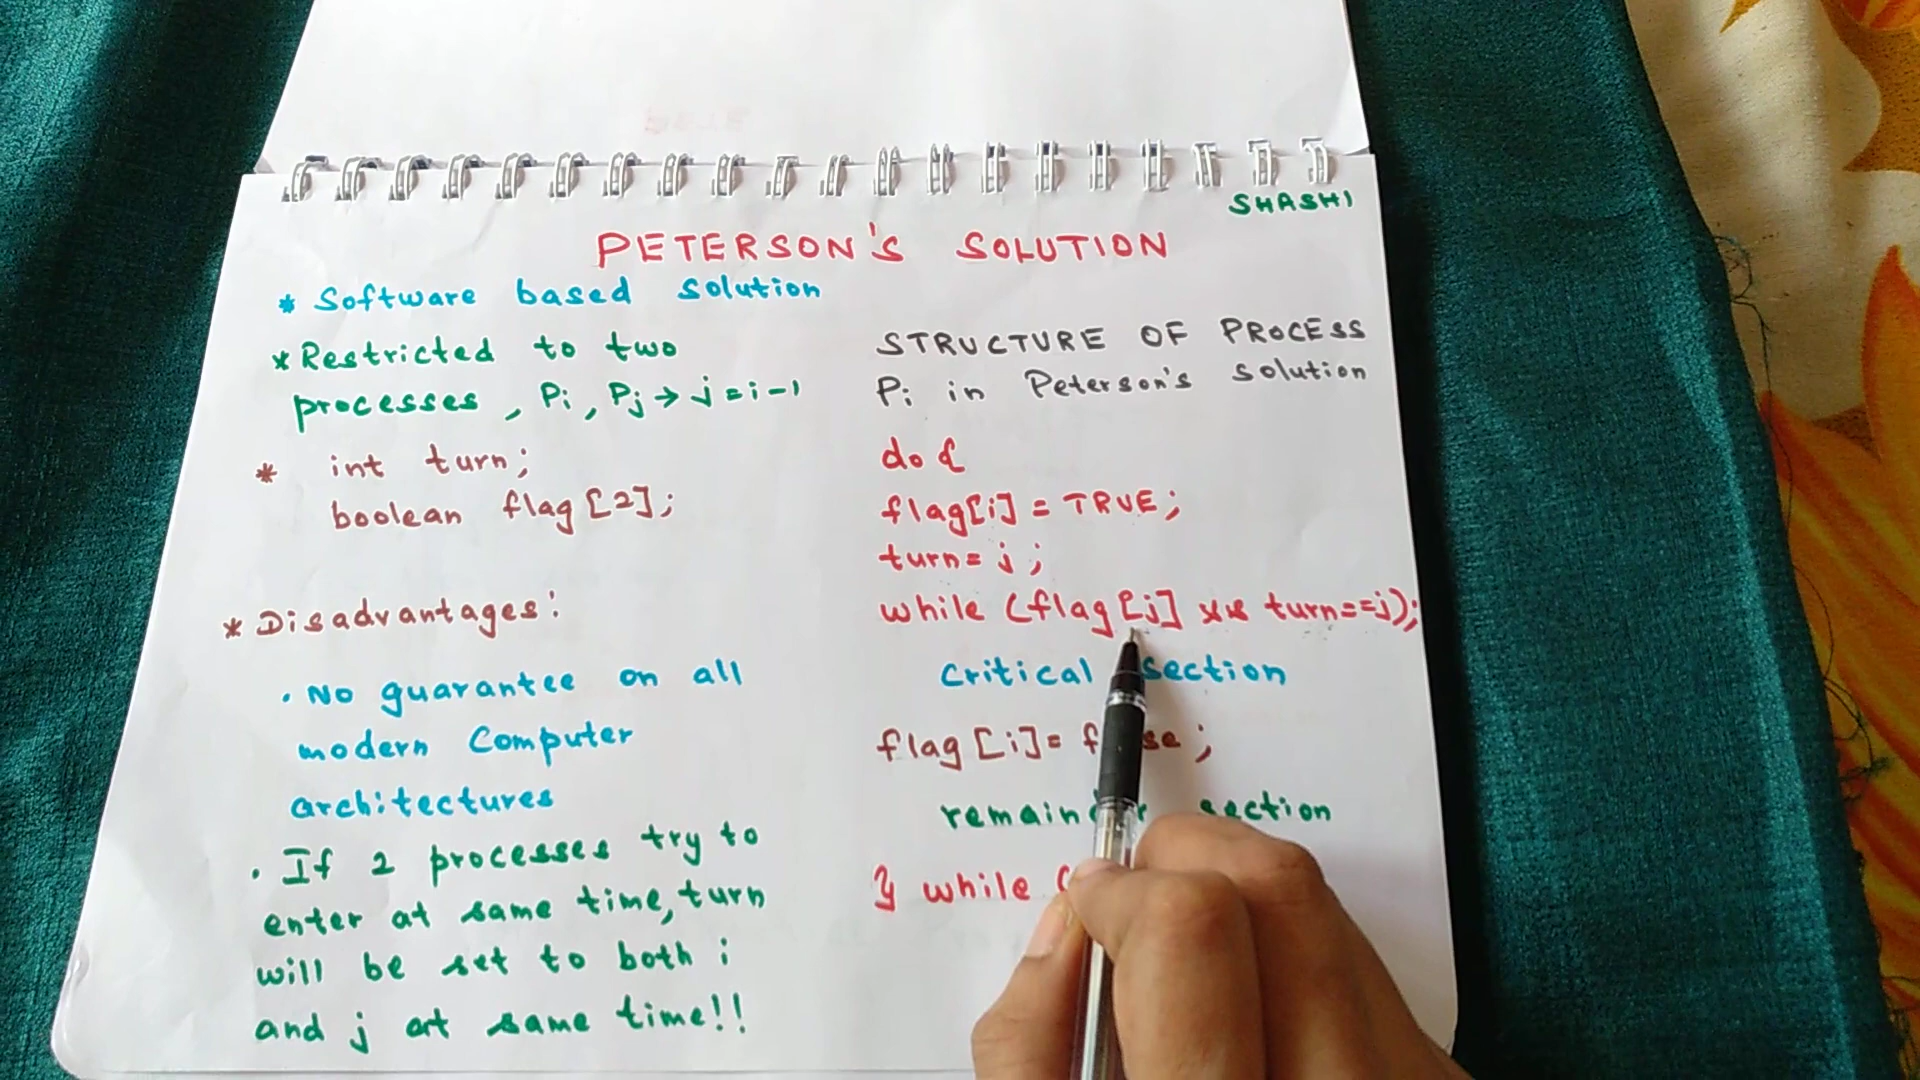 SHASHI
PETERSON'S SOLUTION
* Software based solution
* Restricted to two
processes, Pi, Pj → j = i - 1
* int turn;
boolean flag [2];
* Disadvantages:
. No guarantee on all
modern Computer
architectures
. If 2 processes try to
enter at same time, turn
will be set to both i
and j at same time!!
STRUCTURE OF PROCESS
Pi in Peterson's solution
do {
flag[i] = TRUE;
turn= j ;
while (flag[j] && turn==j);
Critical section
flag [i]= ;
section
} while (